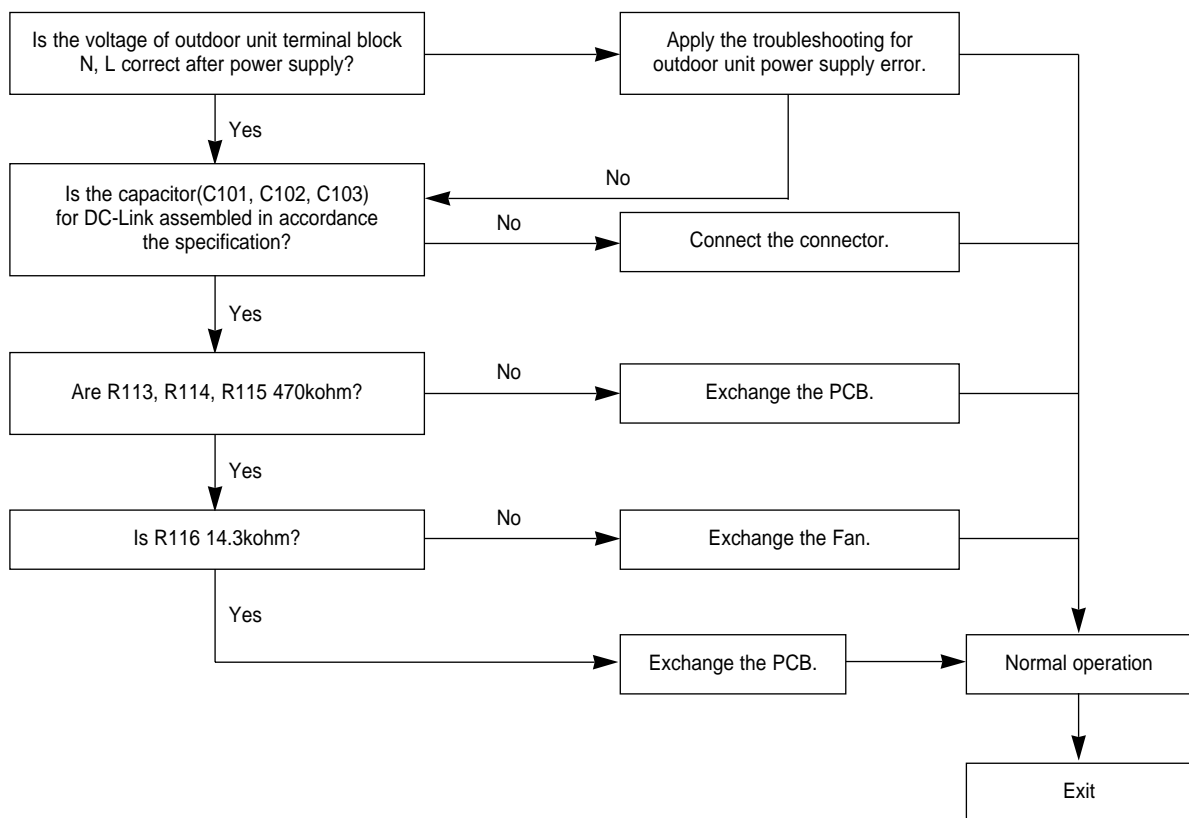 Is the voltage of outdoor unit terminal block
N, L correct after power supply?
Apply the troubleshooting for
outdoor unit power supply error.
Yes
No
Is the capacitor(C101, C102, C103)
for DC-Link assembled in accordance
the specification?
No
Connect the connector.
Yes
Are R113, R114, R115 470kohm?
No
Exchange the PCB.
Yes
Is R116 14.3kohm?
No
Exchange the Fan.
Yes
Exchange the PCB.
Normal operation
Exit